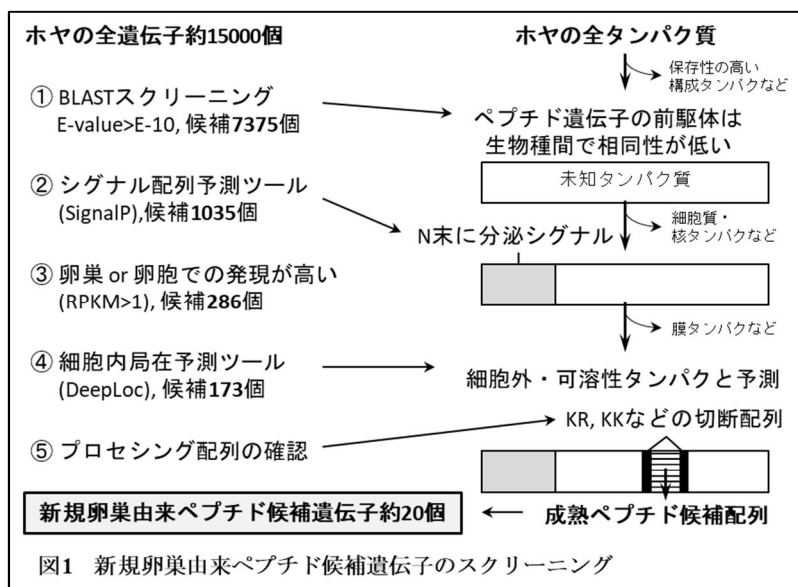 ホヤの全遺伝子約15000個
① BLASTスクリーニング
E-value>E-10, 候補7375個
② シグナル配列予測ツール
(SignalP),候補1035個
③ 卵巣 or 卵胞での発現が高い
(RPKM>1), 候補286個
④ 細胞内局在予測ツール
(DeepLoc), 候補173個
⑤ プロセシング配列の確認
新規卵巣由来ペプチド候補遺伝子約20個
ホヤの全タンパク質
保存性の高い
構成タンパクなど
ペプチド遺伝子の前駆体は
生物種間で相同性が低い
未知タンパク質
細胞質・
核タンパクなど
N末に分泌シグナル
膜タンパクなど
細胞外・可溶性タンパクと予測
KR, KKなどの切断配列
成熟ペプチド候補配列
図1 新規卵巣由来ペプチド候補遺伝子のスクリーニング